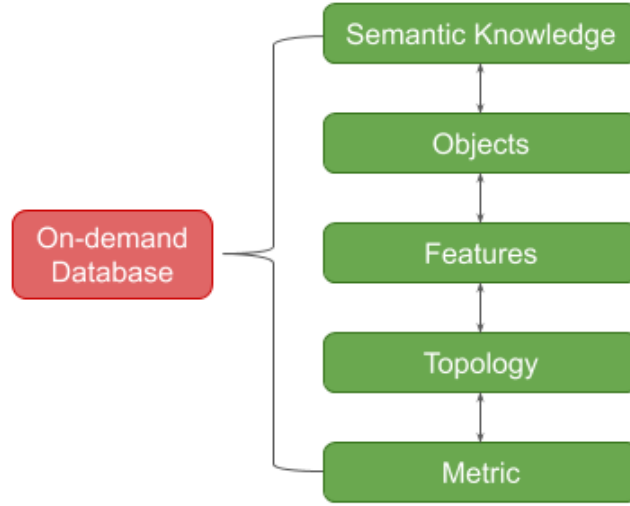 Semantic Knowledge
Objects
On-demand
Database
Features
Topology
Metric